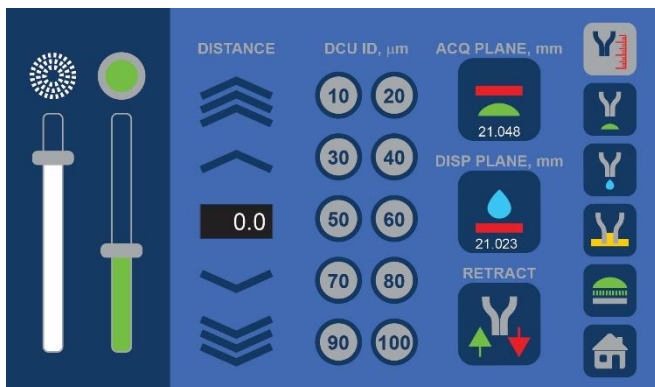 DISTANCE
DCU ID, µm
ACQ PLANE, mm
10 20
21.048
30 40
DISP PLANE, mm
0.0
50 60
21.023
70 80
RETRACT
90 100